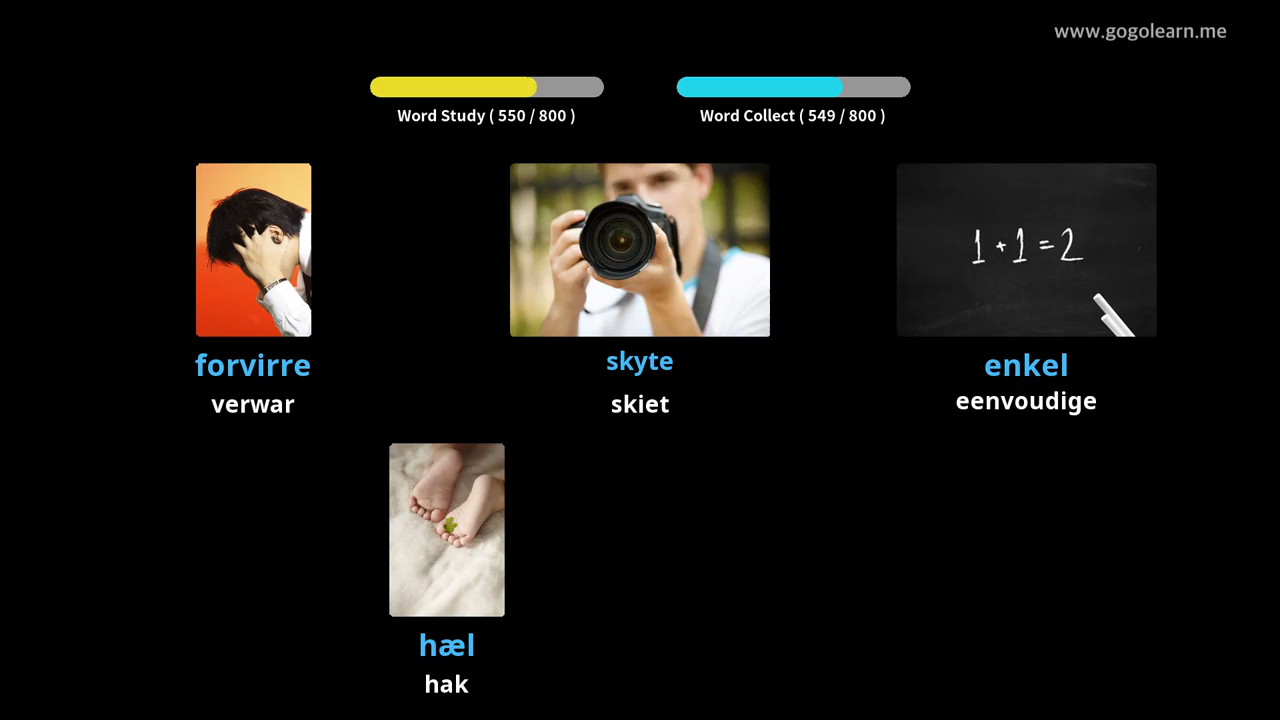 www.gogolearn.me
Word Study ( 550 / 800 )
Word Collect ( 549 / 800 )
forvirre
verwar
skyte
skiet
1 + 1 = 2
enkel
eenvoudige
hæl
hak